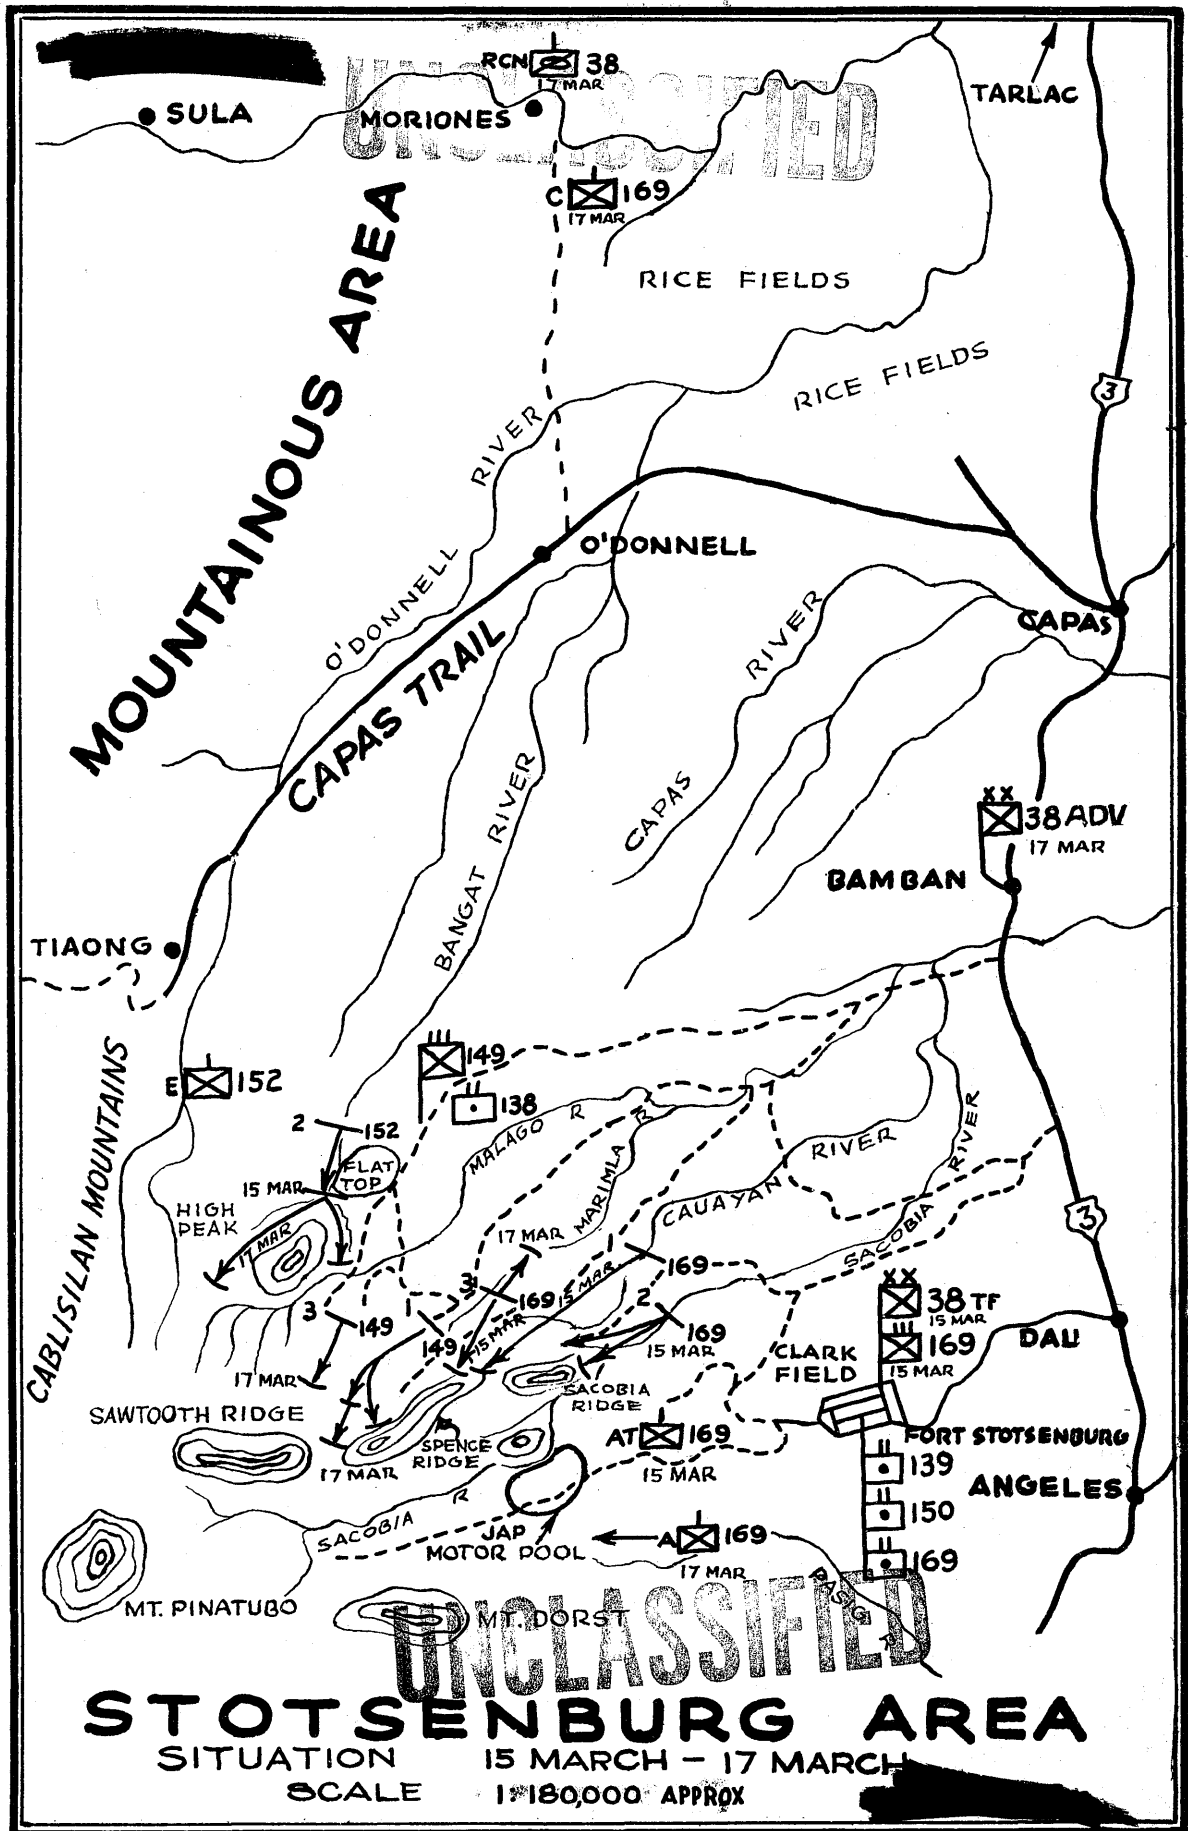 UNCLASSIFIED
RCN 38
17 MAR
TARLAC
SULA
MORIONES
C 169
17 MAR
MOUNTAINOUS AREA
RICE FIELDS
RICE FIELDS
3
O'DONNELL RIVER
O'DONNELL
CAPAS
CAPAS TRAIL
CAPAS RIVER
BANGAT RIVER
XX
38 ADV
17 MAR
BAMBAN
TIAONG
CABLISILAN MOUNTAINS
149
E 152
138
2 152
FLAT
TOP
15 MAR
HIGH
PEAK
17 MAR
MALAGO R
MARIMLA R
CAUAYAN RIVER
SACOBIA RIVER
3
17 MAR
169
15 MAR
3 169
15 MAR
2 169
15 MAR
3 149
149
17 MAR
XX
38 TF
15 MAR
169
15 MAR
DAU
CLARK
FIELD
SACOBIA
RIDGE
SAWTOOTH RIDGE
SPENCE
RIDGE
17 MAR
AT 169
15 MAR
FORT STOTSENBURG
139
ANGELES
150
169
SACOBIA R
JAP
MOTOR POOL
A 169
17 MAR
PASIG R
MT. PINATUBO
MT. DORST
UNCLASSIFIED
STOTSENBURG AREA
SITUATION 15 MARCH - 17 MARCH
SCALE 1:180,000 APPROX